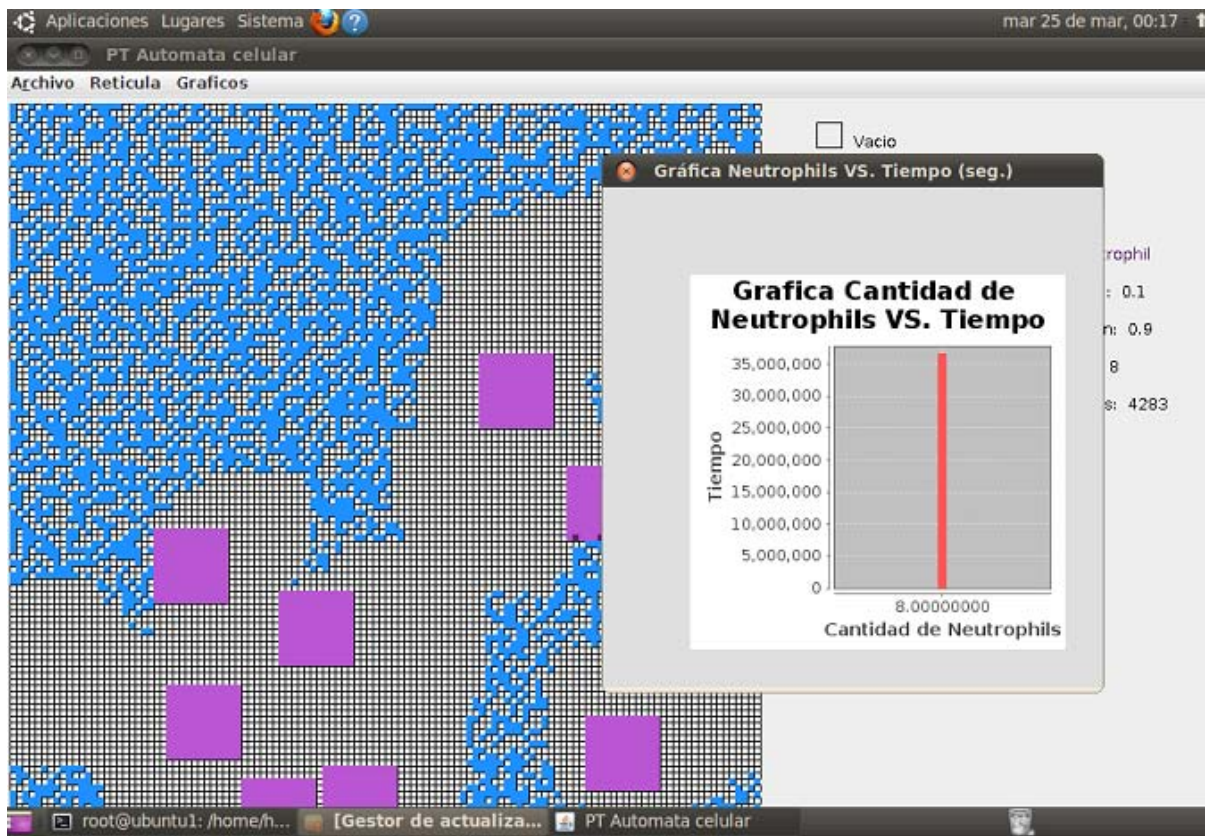 Aplicaciones Lugares Sistema
mar 25 de mar, 00:17
PT Automata celular
Archivo Reticula Graficos
Vacio
Gráfica Neutrophils VS. Tiempo (seg.)
rophil
: 0.1
n: 0.9
8
s: 4283
Grafica Cantidad de
Neutrophils VS. Tiempo
35,000,000
30,000,000
25,000,000
20,000,000
15,000,000
10,000,000
5,000,000
0
Tiempo
8.00000000
Cantidad de Neutrophils
root@ubuntu1: /home/h...
[Gestor de actualiza...
PT Automata celular